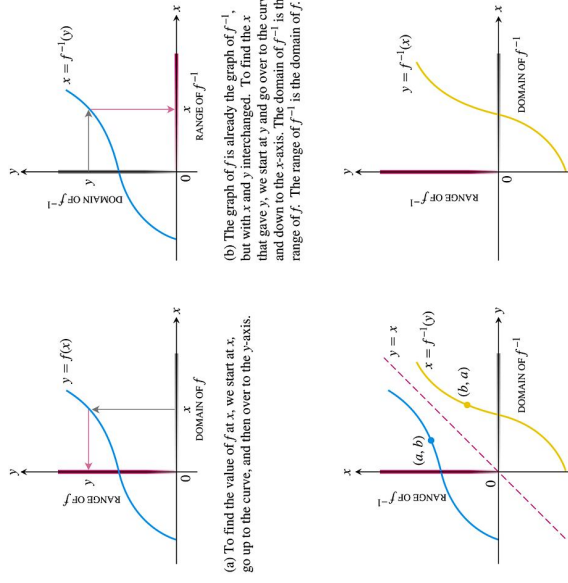 y
y = f(x)
RANGE OF f
y
0
x
x
DOMAIN OF f
(a) To find the value of f at x, we start at x,
go up to the curve, and then over to the y-axis.
y
x = f⁻¹(y)
DOMAIN OF f⁻¹
y
0
x
x
RANGE OF f⁻¹
(b) The graph of f is already the graph of f⁻¹,
but with x and y interchanged. To find the x
that gave y, we start at y and go over to the curv
and down to the x-axis. The domain of f⁻¹ is th
range of f. The range of f⁻¹ is the domain of f.
x
y = x
x = f⁻¹(y)
(a, b)
(b, a)
RANGE OF f⁻¹
0
y
DOMAIN OF f⁻¹
y
y = f⁻¹(x)
RANGE OF f⁻¹
0
x
DOMAIN OF f⁻¹